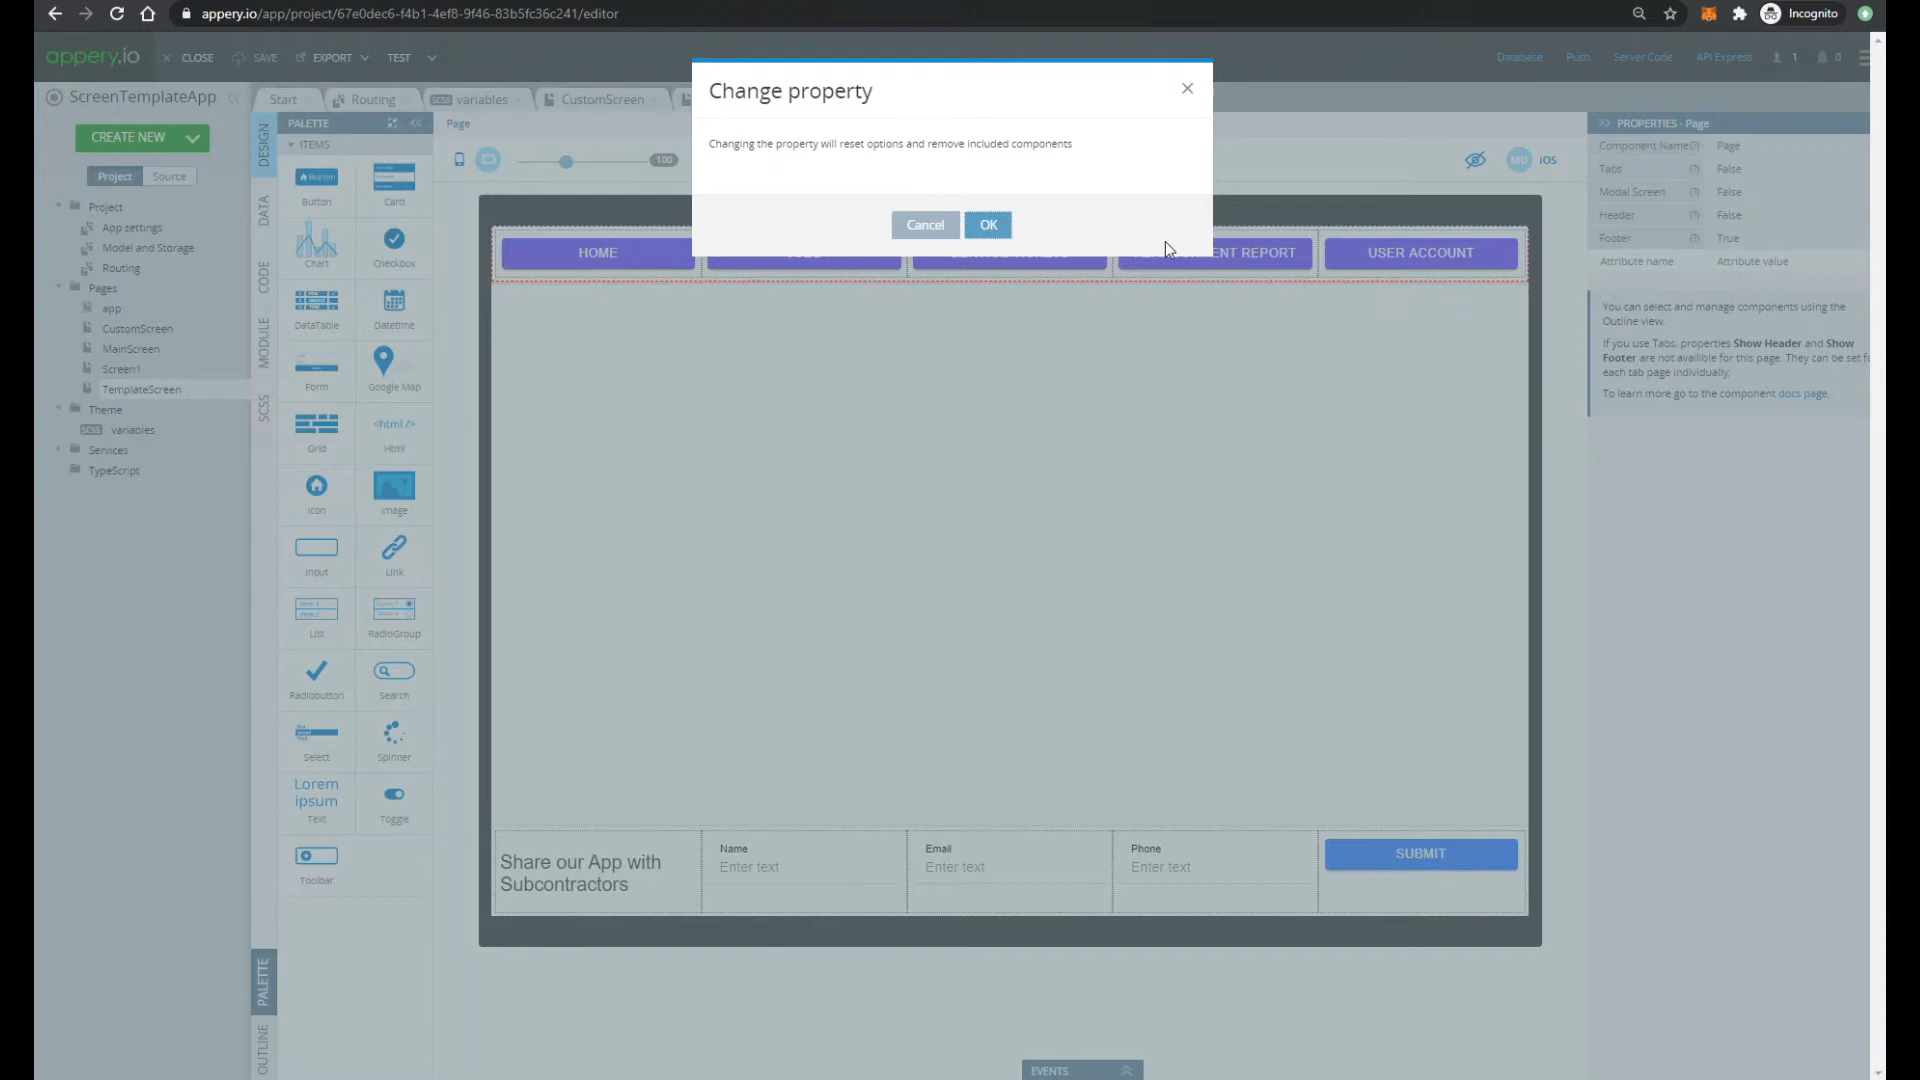 appery.io/app/project/67e0dec6-f4b1-4ef8-9f46-83b5fc36c241/editor
Incognito
appery.io
CLOSE
SAVE
EXPORT
TEST
Database
Push
Server Code
API Express
1
0
ScreenTemplateApp
Start
Routing
SCSS variables
CustomScreen
CREATE NEW
Project
Source
Project
App settings
Model and Storage
Routing
Pages
app
CustomScreen
MainScreen
Screen1
TemplateScreen
Theme
SCSS variables
Services
TypeScript
DESIGN
DATA
CODE
MODULE
SCSS
PALETTE
OUTLINE
PALETTE
ITEMS
Button
Button
Card
Chart
Checkbox
DataTable
Datetime
Form
Google Map
Grid
<html />
Html
Icon
Image
Input
Link
List
RadioGroup
Radiobutton
Search
Select
Spinner
Lorem
ipsum
Text
Toggle
Toolbar
Page
100
MD
iOS
Change property
Changing the property will reset options and remove included components
Cancel
OK
HOME
ENT REPORT
USER ACCOUNT
Share our App with
Subcontractors
Name
Enter text
Email
Enter text
Phone
Enter text
SUBMIT
EVENTS
PROPERTIES - Page
Component Name(?) Page
Tabs (?) False
Modal Screen (?) False
Header (?) False
Footer (?) True
Attribute name Attribute value
You can select and manage components using the
Outline view.
If you use Tabs, properties Show Header and Show
Footer are not availible for this page. They can be set fo
each tab page individually;
To learn more go to the component docs page.